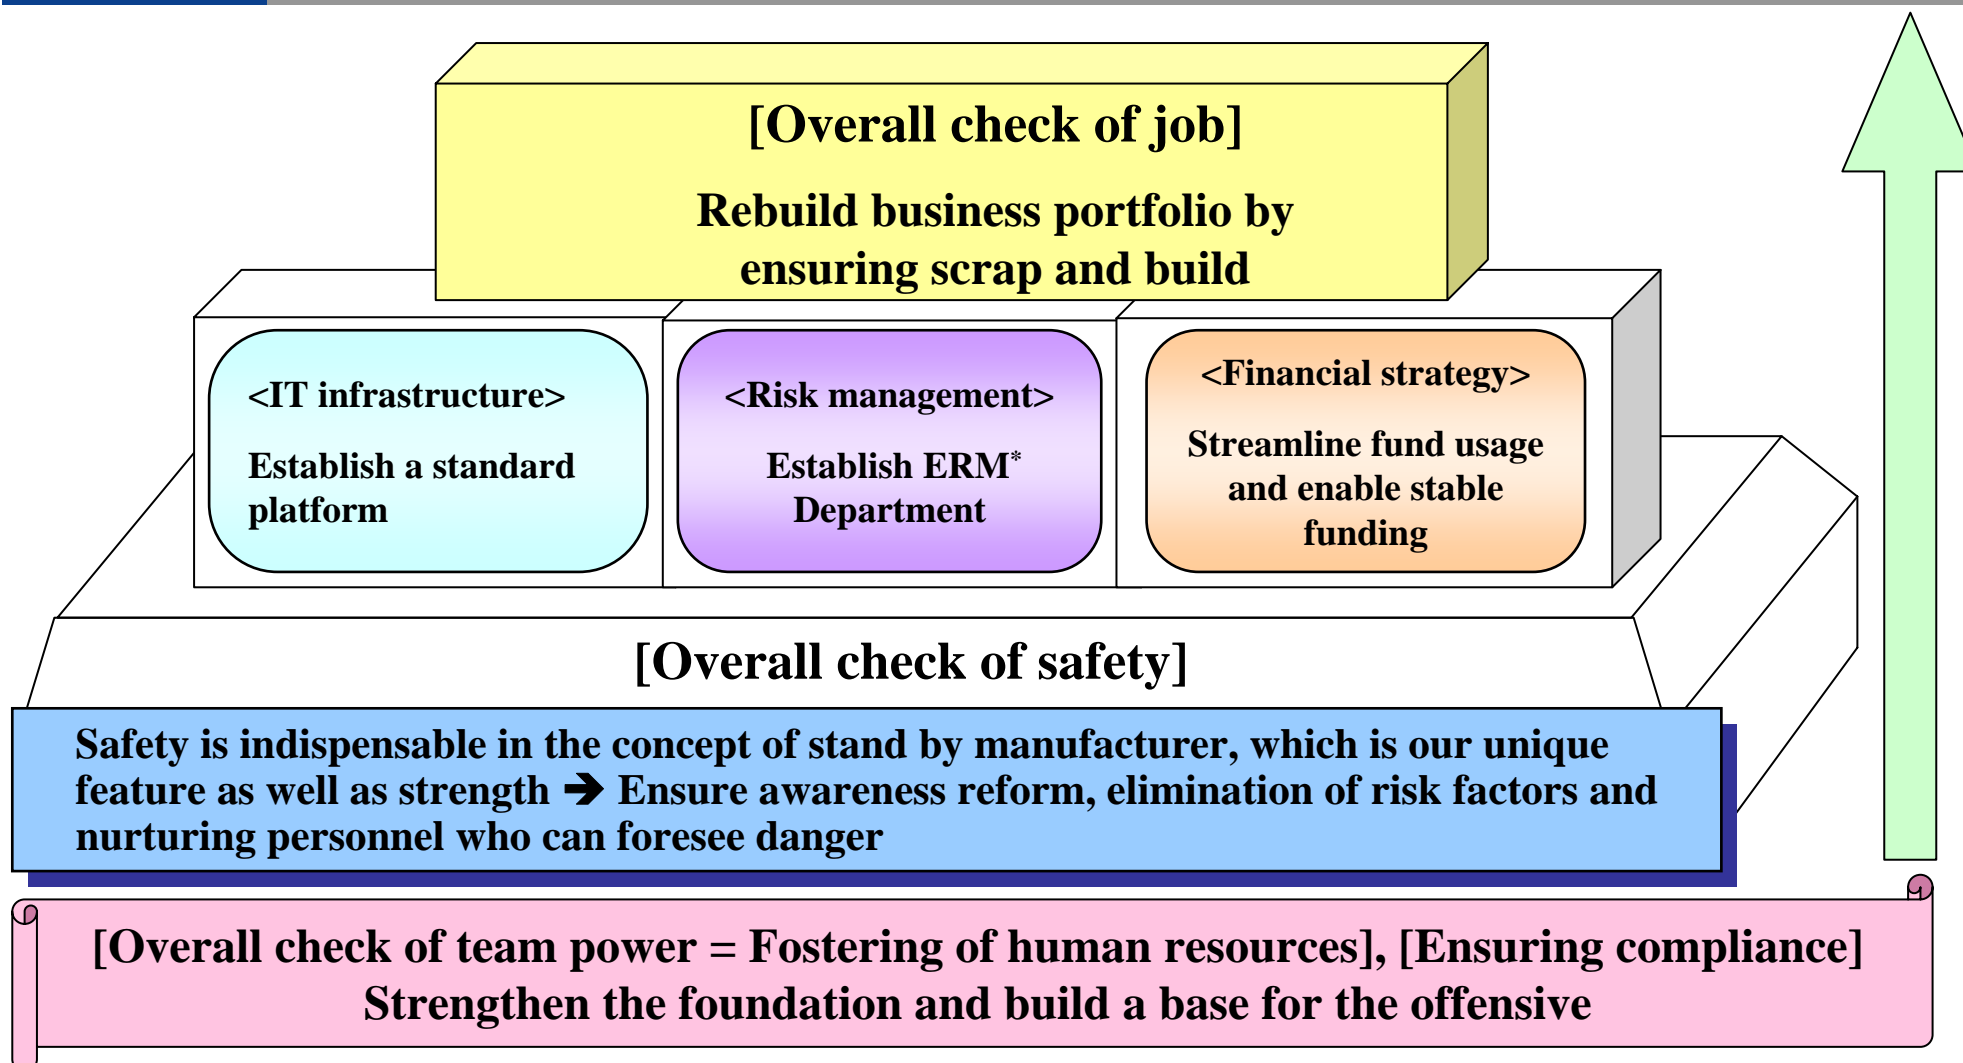 [Overall check of job]
Rebuild business portfolio by
ensuring scrap and build
<IT infrastructure>
Establish a standard
platform
<Risk management>
Establish ERM*
Department
<Financial strategy>
Streamline fund usage
and enable stable
funding
[Overall check of safety]
Safety is indispensable in the concept of stand by manufacturer, which is our unique
feature as well as strength ➔ Ensure awareness reform, elimination of risk factors and
nurturing personnel who can foresee danger
[Overall check of team power = Fostering of human resources], [Ensuring compliance]
Strengthen the foundation and build a base for the offensive